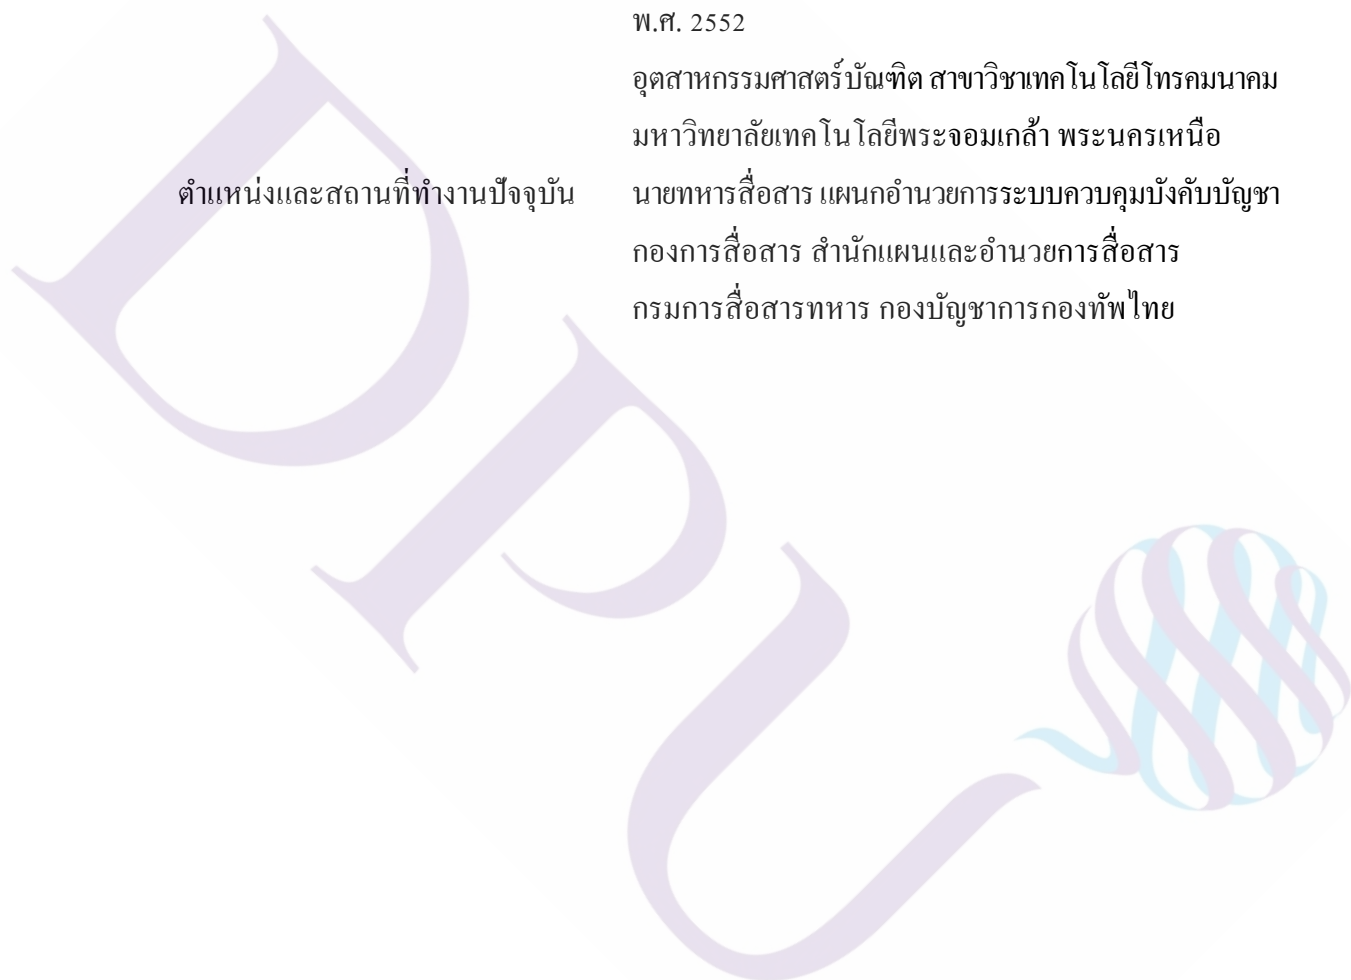 พ.ศ. 2552
อุตสาหกรรมศาสตร์บัณฑิต สาขาวิชาเทคโนโลยีโทรคมนาคม
มหาวิทยาลัยเทคโนโลยีพระจอมเกล้า พระนครเหนือ
ตำแหน่งและสถานที่ทำงานปัจจุบัน นายทหารสื่อสาร แผนกอำนวยการระบบควบคุมบังคับบัญชา
กองการสื่อสาร สำนักแผนและอำนวยการสื่อสาร
กรมการสื่อสารทหาร กองบัญชาการกองทัพไทย
DPU